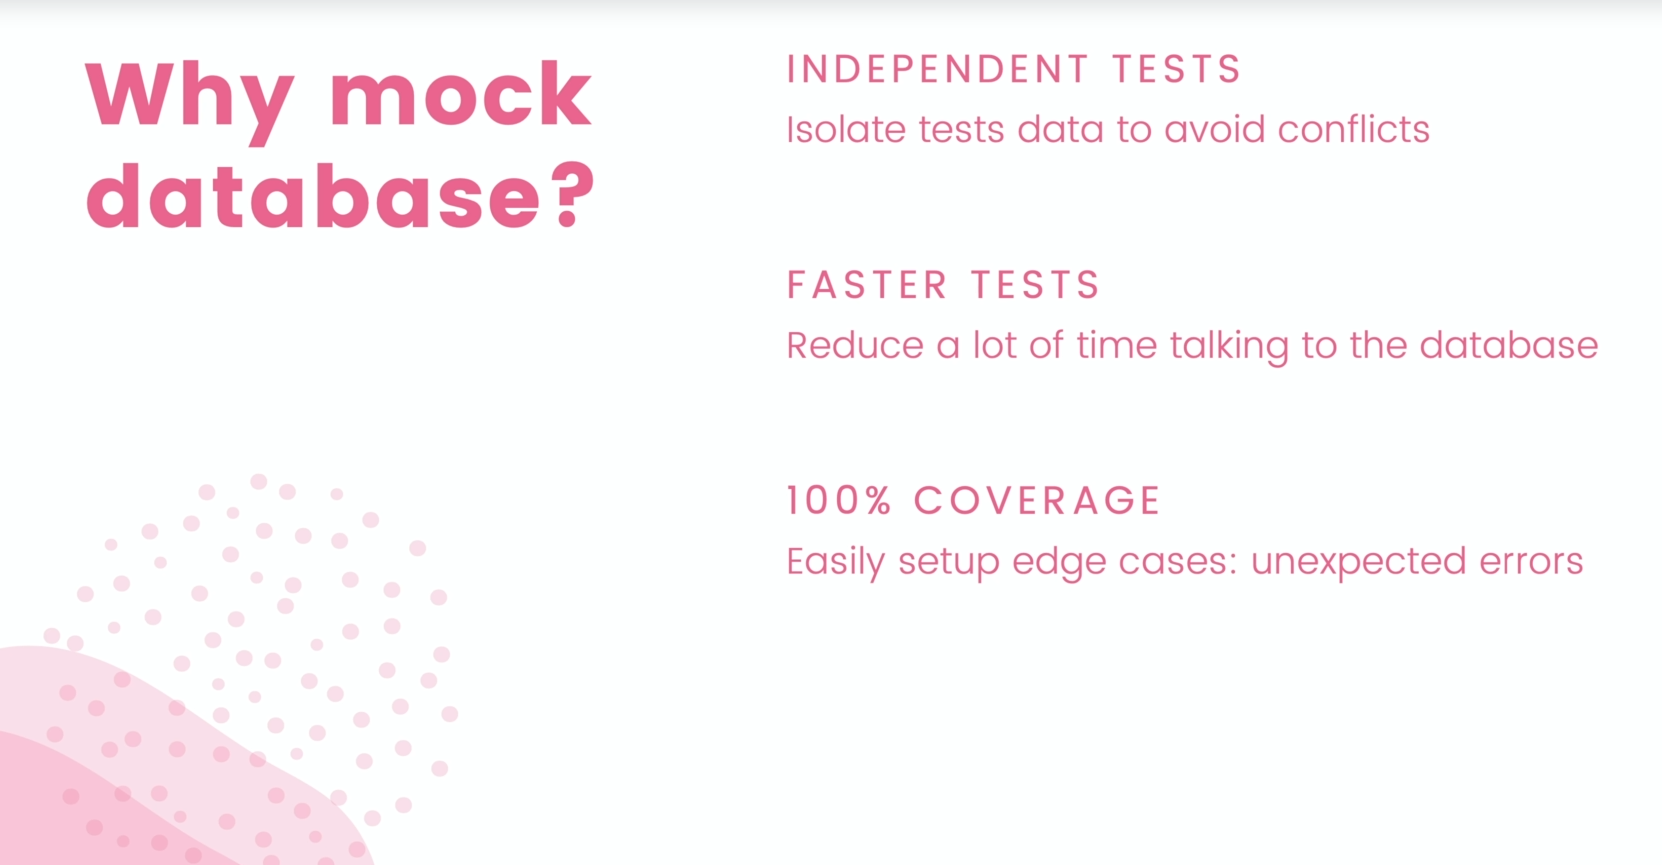 Why mock
database?
INDEPENDENT TESTS
Isolate tests data to avoid conflicts
FASTER TESTS
Reduce a lot of time talking to the database
100% COVERAGE
Easily setup edge cases: unexpected errors